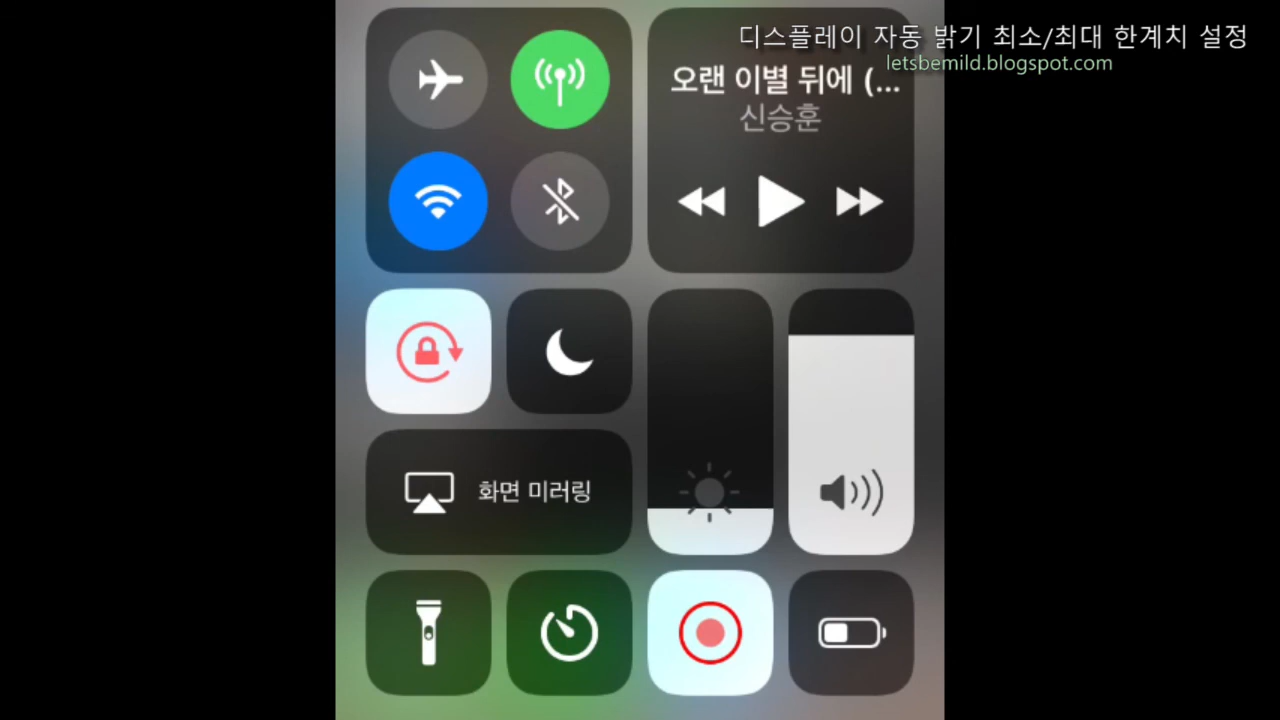 디스플레이 자동 밝기 최소/최대 한계치 설정
letsbemild.blogspot.com
오랜 이별 뒤에 (...
신승훈
화면 미러링